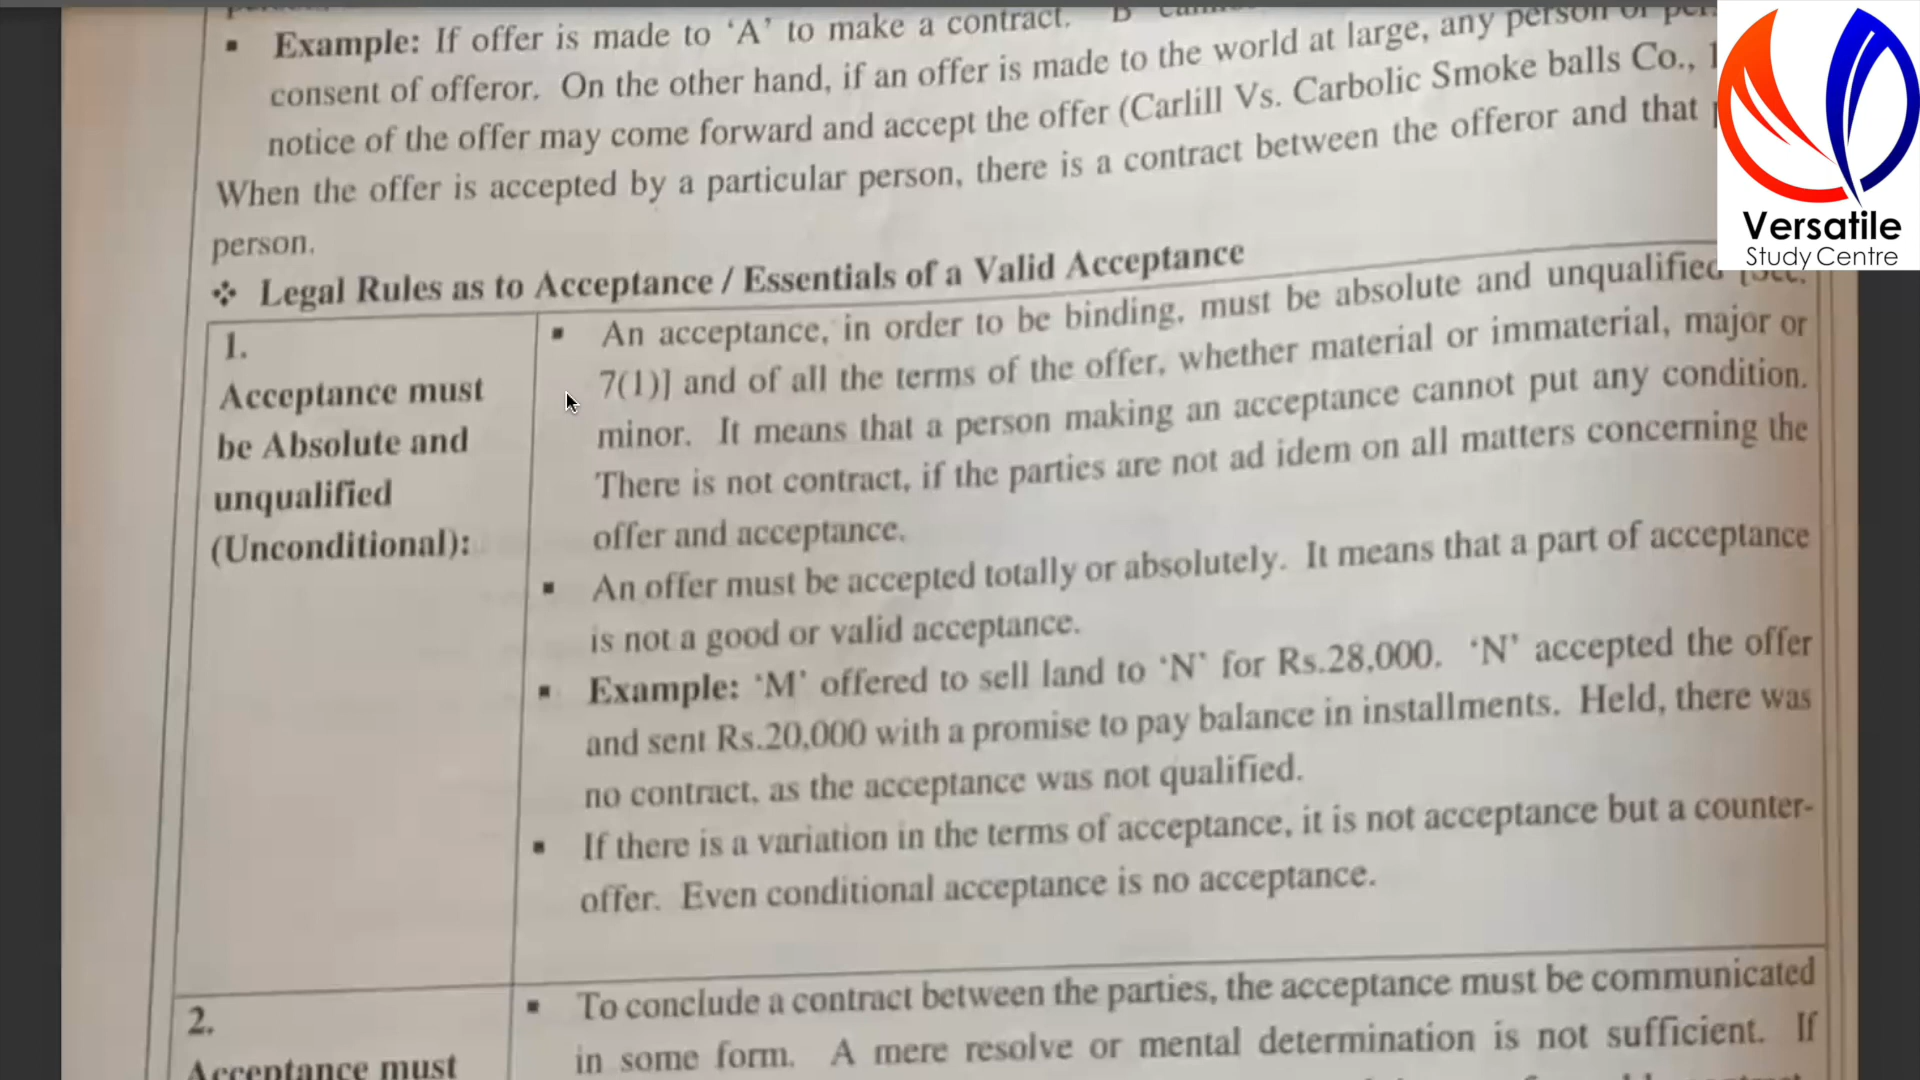 Example: If offer is made to ‘A’ to make a contract. ‘B’
consent of offeror. On the other hand, if an offer is made to the world at large, any person or
notice of the offer may come forward and accept the offer (Carlill Vs. Carbolic Smoke balls Co.,
When the offer is accepted by a particular person, there is a contract between the offeror and that
person.
❖ Legal Rules as to Acceptance / Essentials of a Valid Acceptance
1.
Acceptance must
be Absolute and
unqualified
(Unconditional):
▪ An acceptance, in order to be binding, must be absolute and unqualified [Sec.
7(1)] and of all the terms of the offer, whether material or immaterial, major or
minor. It means that a person making an acceptance cannot put any condition.
There is not contract, if the parties are not ad idem on all matters concerning the
offer and acceptance.
▪ An offer must be accepted totally or absolutely. It means that a part of acceptance
is not a good or valid acceptance.
▪ Example: ‘M’ offered to sell land to ‘N’ for Rs.28,000. ‘N’ accepted the offer
and sent Rs.20,000 with a promise to pay balance in installments. Held, there was
no contract, as the acceptance was not qualified.
▪ If there is a variation in the terms of acceptance, it is not acceptance but a counter-
offer. Even conditional acceptance is no acceptance.
2.
Acceptance must
▪ To conclude a contract between the parties, the acceptance must be communicated
in some form. A mere resolve or mental determination is not sufficient. If
Versatile
Study Centre